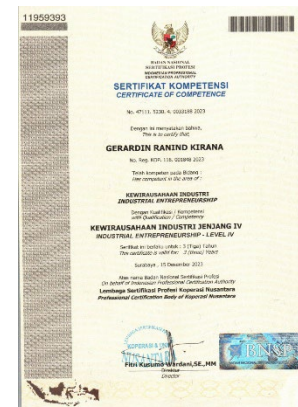 11959393
BADAN NASIONAL
SERTIFIKASI PROFESI
INDONESIAN PROFESSIONAL
CERTIFICATION AUTHORITY
SERTIFIKAT KOMPETENSI
CERTIFICATE OF COMPETENCE
Dengan ini menyatakan bahwa,
This is to certify that,
GERARDIN RANIND KIRANA
Telah kompeten pada Bidang :
Has competent in the area of :
KEWIRAUSAHAAN INDUSTRI
INDUSTRIAL ENTREPRENEURSHIP
Dengan Kualifikasi / Kompetensi
with Qualification / Competency
KEWIRAUSAHAAN INDUSTRI JENJANG IV
INDUSTRIAL ENTREPRENEURSHIP - LEVEL IV
Sertifikat ini berlaku untuk : 3 (Tiga) Tahun
This certificate is valid for : 3 (three) Years
Surabaya, 15 Desember 2023
Atas nama Badan Nasional Sertifikasi Profesi
On behalf of Indonesian Professional Certification Authority
Lembaga Sertifikasi Profesi Koperasi Nusantara
Professional Certification Body of Koperasi Nusantara
KOPERASI &
NUSANTARA
BNSP
Fitri Kusumo Wardani,SE.,MM
Direktur
Director